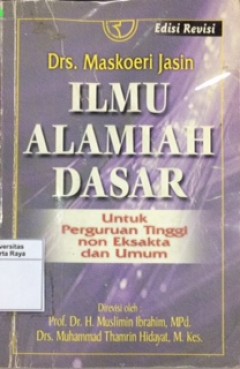 Edisi Revisi
Drs. Maskoeri Jasin
ILMU
ALAMIAH
DASAR
Untuk
Perguruan Tinggi
non Eksakta
dan Umum
Direvisi oleh
Prof. Dr. H. Muslimin Ibrahim, MPd.
Drs. Muhammad Thamrin Hidayat, M. Kes.